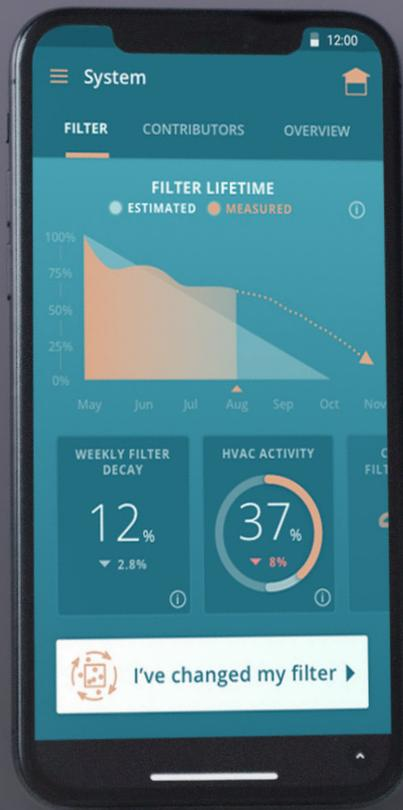 12:00
System
FILTER CONTRIBUTORS OVERVIEW
FILTER LIFETIME
ESTIMATED MEASURED
100%
75%
50%
25%
0%
May Jun Jul Aug Sep Oct Nov
WEEKLY FILTER
DECAY
12%
2.8%
HVAC ACTIVITY
37%
8%
I've changed my filter